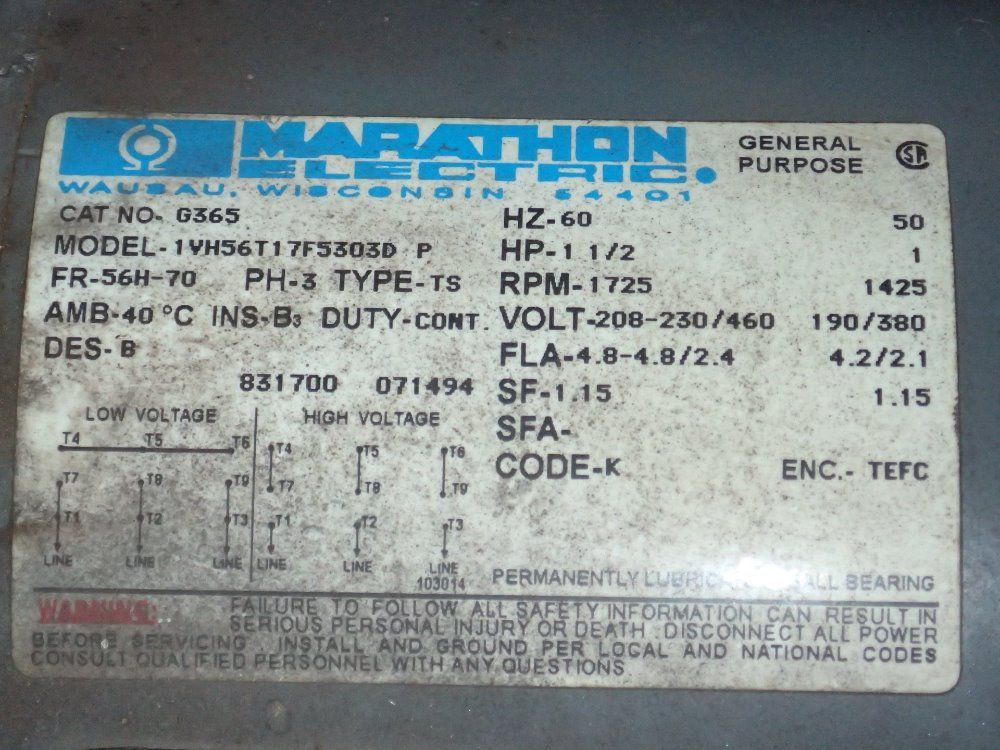 MARATHON
ELECTRIC.
WAUSAU, WISCONSIN 54401
GENERAL
PURPOSE
CAT NO- G365
MODEL-1VH56T17F5303D P
FR-56H-70 PH-3 TYPE-TS
AMB-40 °C INS-B3 DUTY-CONT.
DES-B
831700 071494
HZ-60 50
HP-1 1/2 1
RPM-1725 1425
VOLT-208-230/460 190/380
FLA-4.8-4.8/2.4 4.2/2.1
SF-1.15 1.15
SFA-
CODE-K ENC.- TEFC
LOW VOLTAGE
T4 T5 T6
T7 T8 T9
T1 T2 T3
LINE LINE LINE
HIGH VOLTAGE
T4 T5 T6
T7 T8 T9
T1 T2 T3
LINE LINE LINE
103014
PERMANENTLY BALL BEARING
WARNING:
FAILURE TO FOLLOW ALL SAFETY INFORMATION CAN RESULT IN
SERIOUS PERSONAL INJURY OR DEATH. DISCONNECT ALL POWER
BEFORE SERVICING. INSTALL AND GROUND PER LOCAL AND NATIONAL CODES
CONSULT QUALIFIED PERSONNEL WITH ANY QUESTIONS.